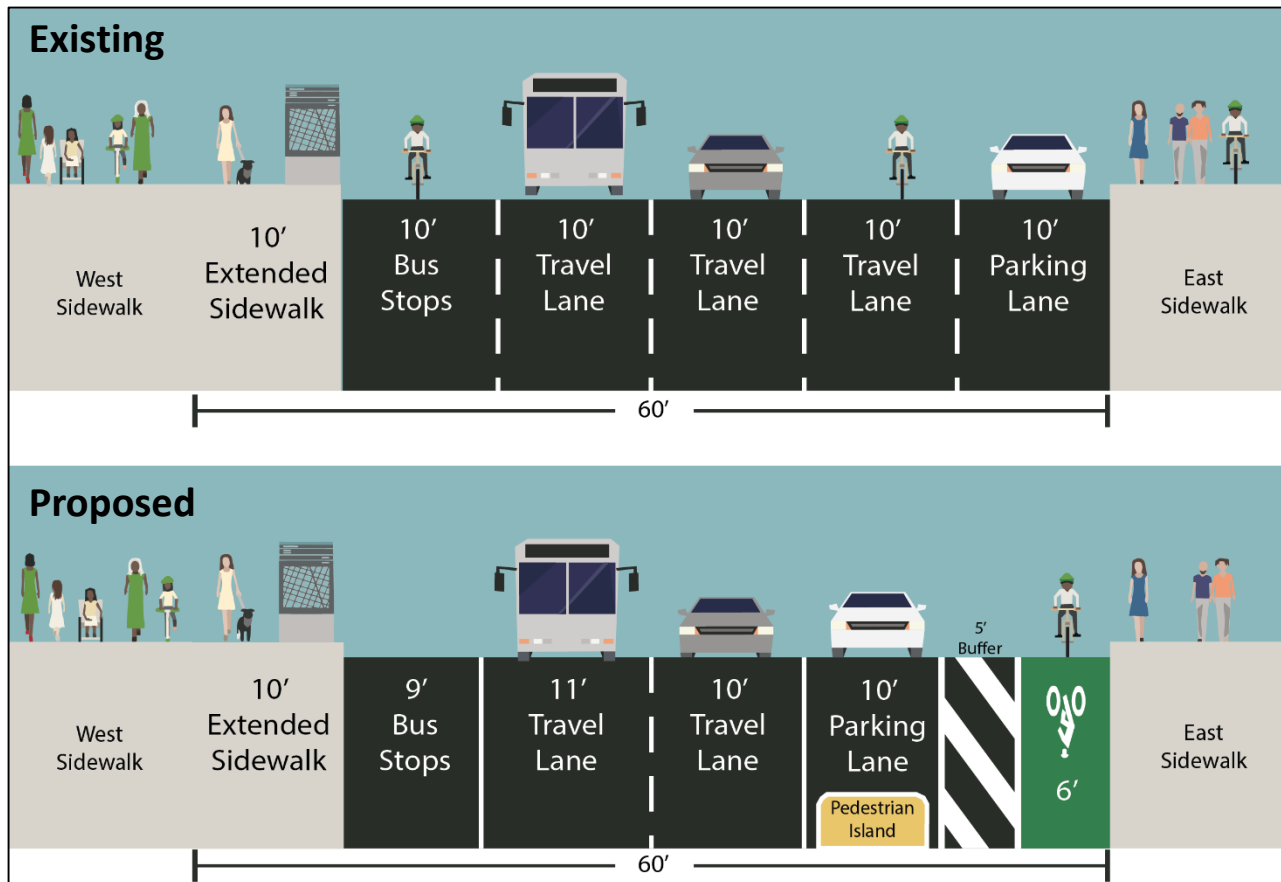 Existing
West
Sidewalk
10’
Extended
Sidewalk
10’
Bus
Stops
10’
Travel
Lane
10’
Travel
Lane
10’
Travel
Lane
10’
Parking
Lane
East
Sidewalk
60’
Proposed
West
Sidewalk
10’
Extended
Sidewalk
9’
Bus
Stops
11’
Travel
Lane
10’
Travel
Lane
10’
Parking
Lane
Pedestrian
Island
5’
Buffer
6’
East
Sidewalk
60’